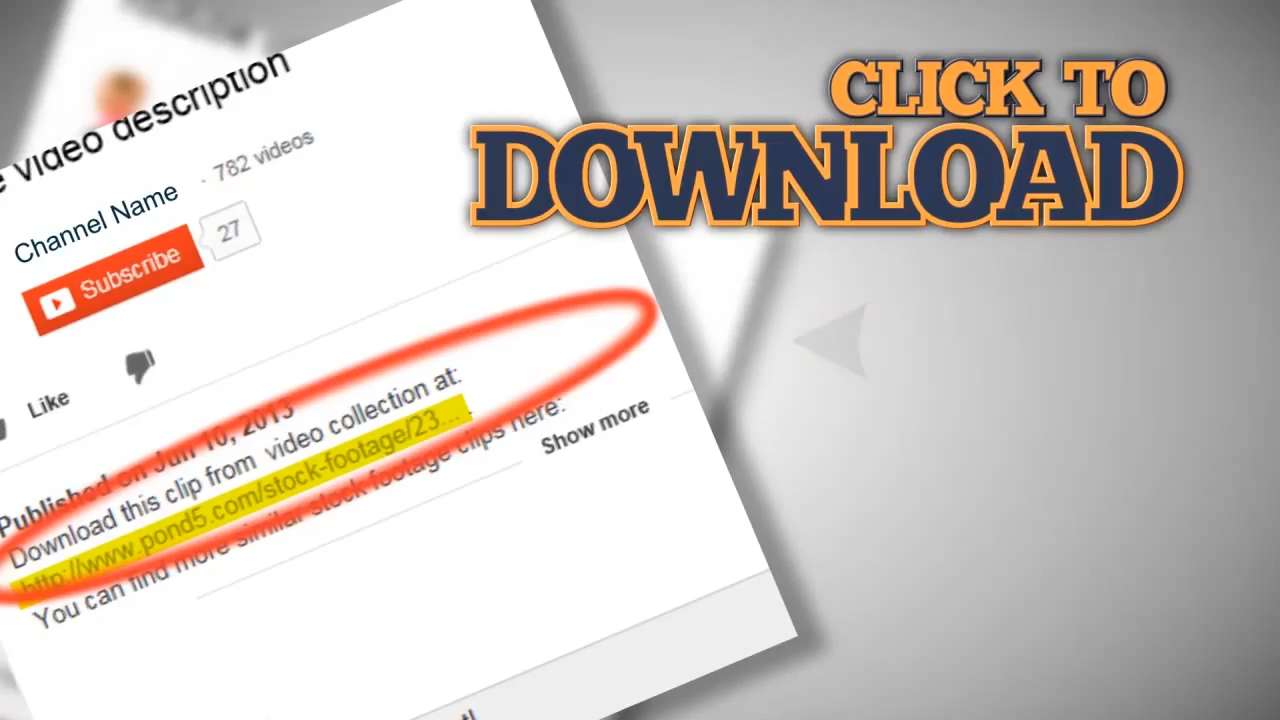 CLICK TO
DOWNLOAD
video description
Channel Name
· 782 videos
Subscribe
27
Like
Published on Jun 10, 2013
Download this clip from video collection at:
http://www.pond5.com/stock-footage/23... .
You can find more similar stock footage clips here:
Show more